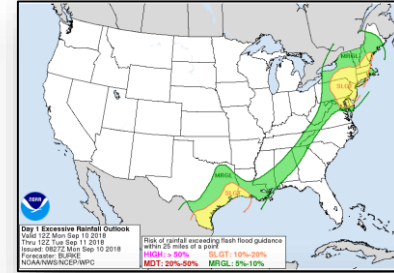 MRGL
SLGT
MRGL
SLGT
NOAA
Day 1 Excessive Rainfall Outlook
Valid 12Z Mon Sep 10 2018
Thru 12Z Tue Sep 11 2018
Issued: 0827Z Mon Sep 10 2018
Forecaster: BURKE
NOAA/NWS/NCEP/WPC
Risk of rainfall exceeding flash flood guidance
within 25 miles of a point
HIGH: > 50% SLGT: 10%-20%
MDT: 20%-50% MRGL: 5%-10%